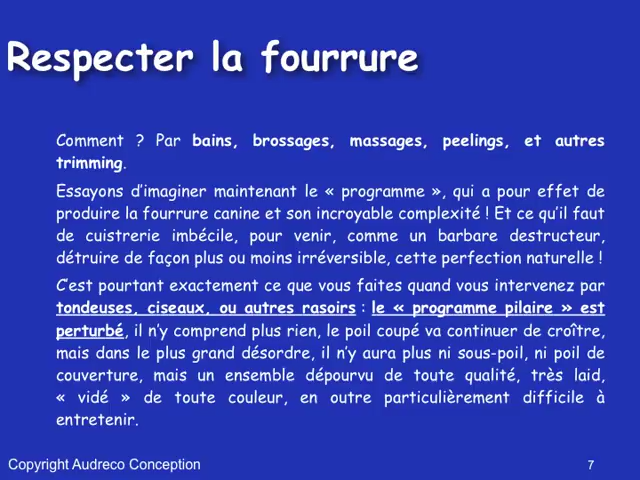 Respecter la fourrure
Comment ? Par bains, brossages, massages, peelings, et autres
trimming.
Essayons d’imaginer maintenant le « programme », qui a pour effet de
produire la fourrure canine et son incroyable complexité ! Et ce qu’il faut
de cuistrerie imbécile, pour venir, comme un barbare destructeur,
détruire de façon plus ou moins irréversible, cette perfection naturelle !
C’est pourtant exactement ce que vous faites quand vous intervenez par
tondeuses, ciseaux, ou autres rasoirs : le « programme pilaire » est
perturbé, il n’y comprend plus rien, le poil coupé va continuer de croître,
mais dans le plus grand désordre, il n’y aura plus ni sous-poil, ni poil de
couverture, mais un ensemble dépourvu de toute qualité, très laid,
« vidé » de toute couleur, en outre particulièrement difficile à
entretenir.
Copyright Audreco Conception
7